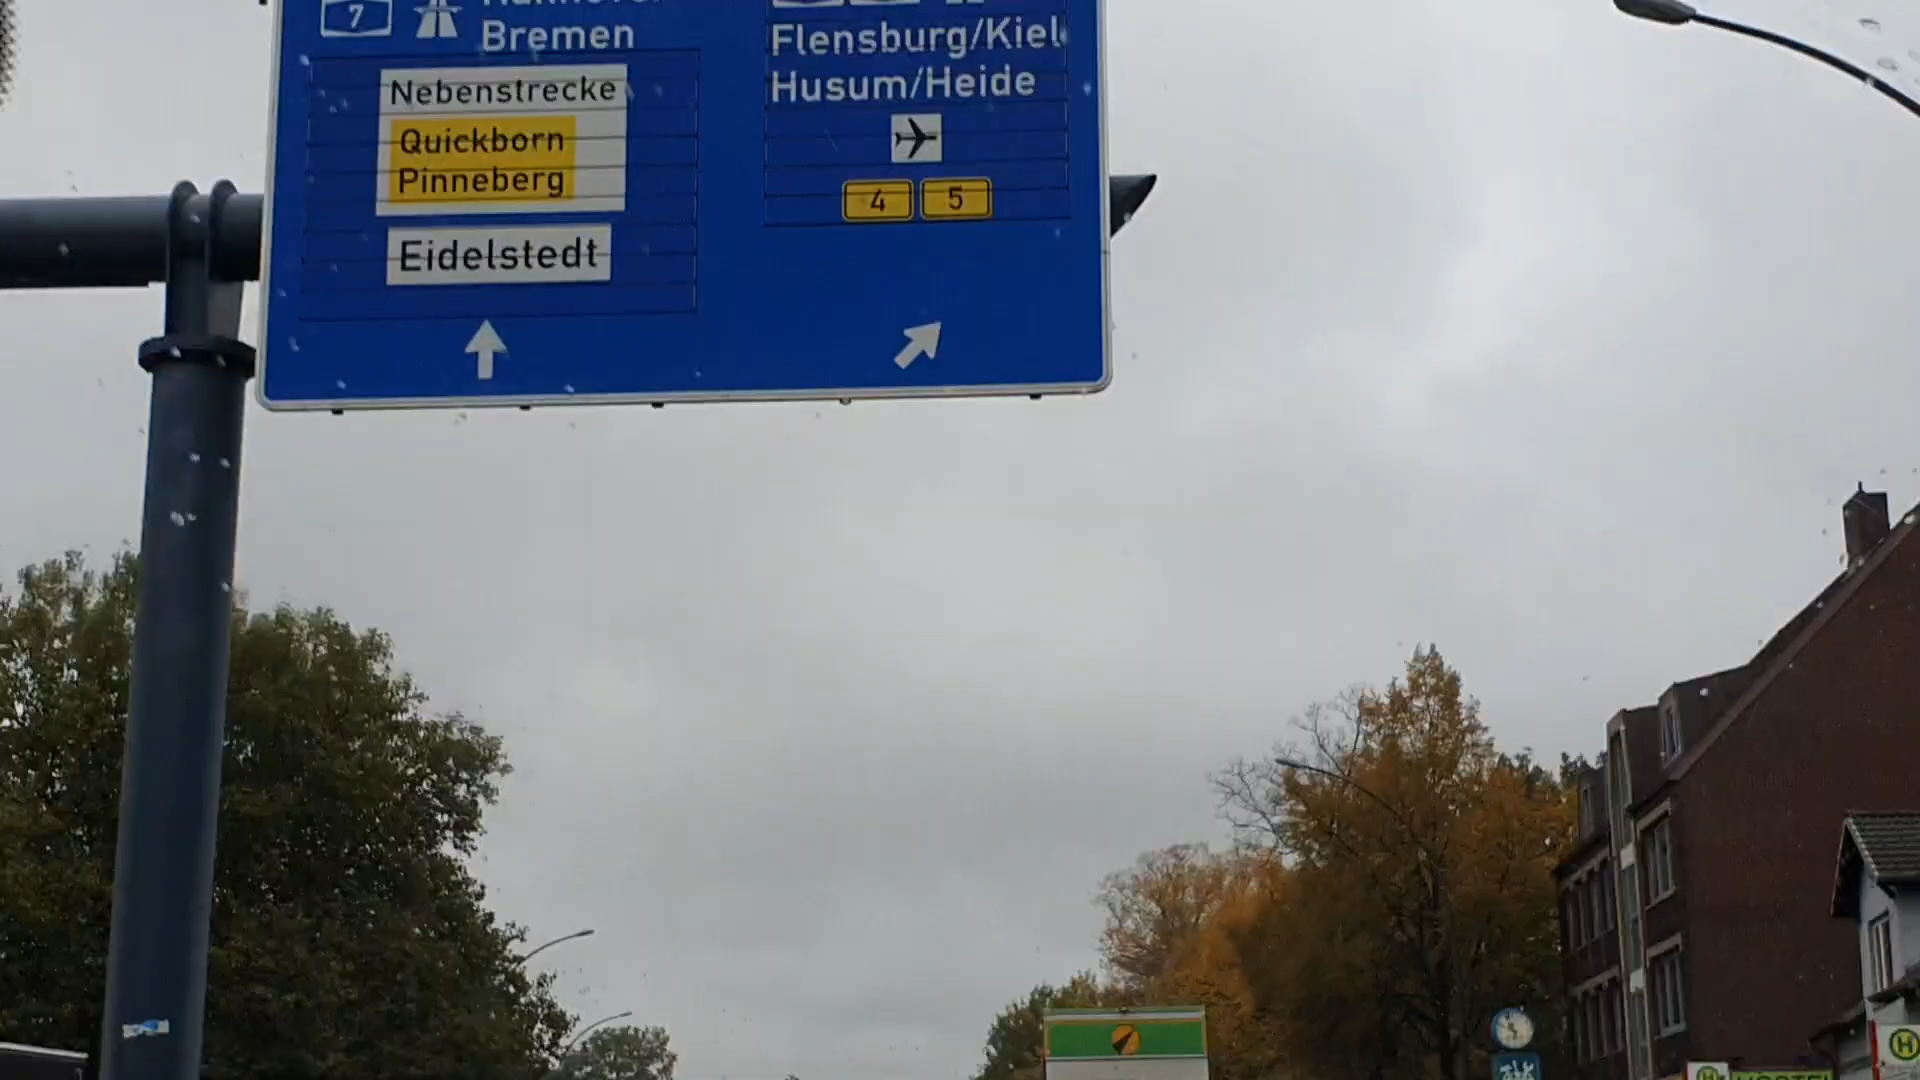 7
Bremen
Nebenstrecke
Quickborn
Pinneberg
Eidelstedt
Flensburg/Kiel
Husum/Heide
4 5
H
H